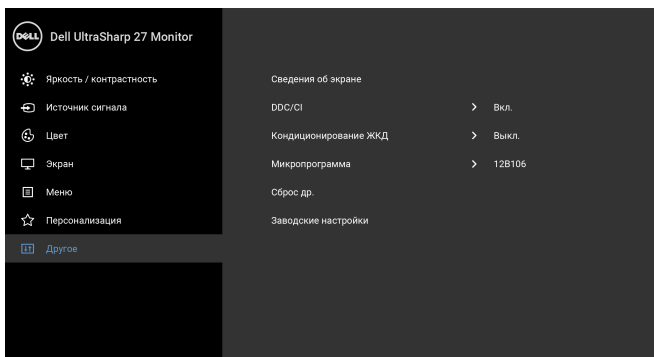 DELL Dell UltraSharp 27 Monitor
Яркость / контрастность
Источник сигнала
Цвет
Экран
Меню
Персонализация
Другое
Сведения об экране
DDC/CI > Вкл.
Кондиционирование ЖКД > Выкл.
Микропрограмма > 12B106
Сброс др.
Заводские настройки